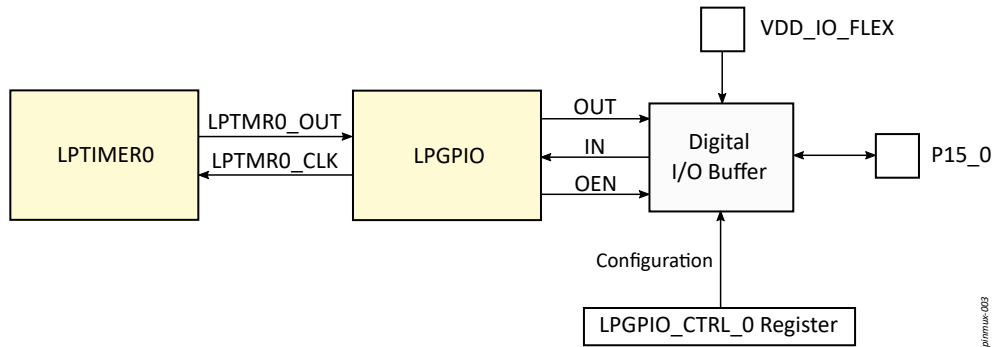 VDD_IO_FLEX
LPTIMER0
LPTMR0_OUT
LPTMR0_CLK
LPGPIO
OUT
IN
OEN
Digital
I/O Buffer
P15_0
Configuration
LPGPIO_CTRL_0 Register
pinmux-003